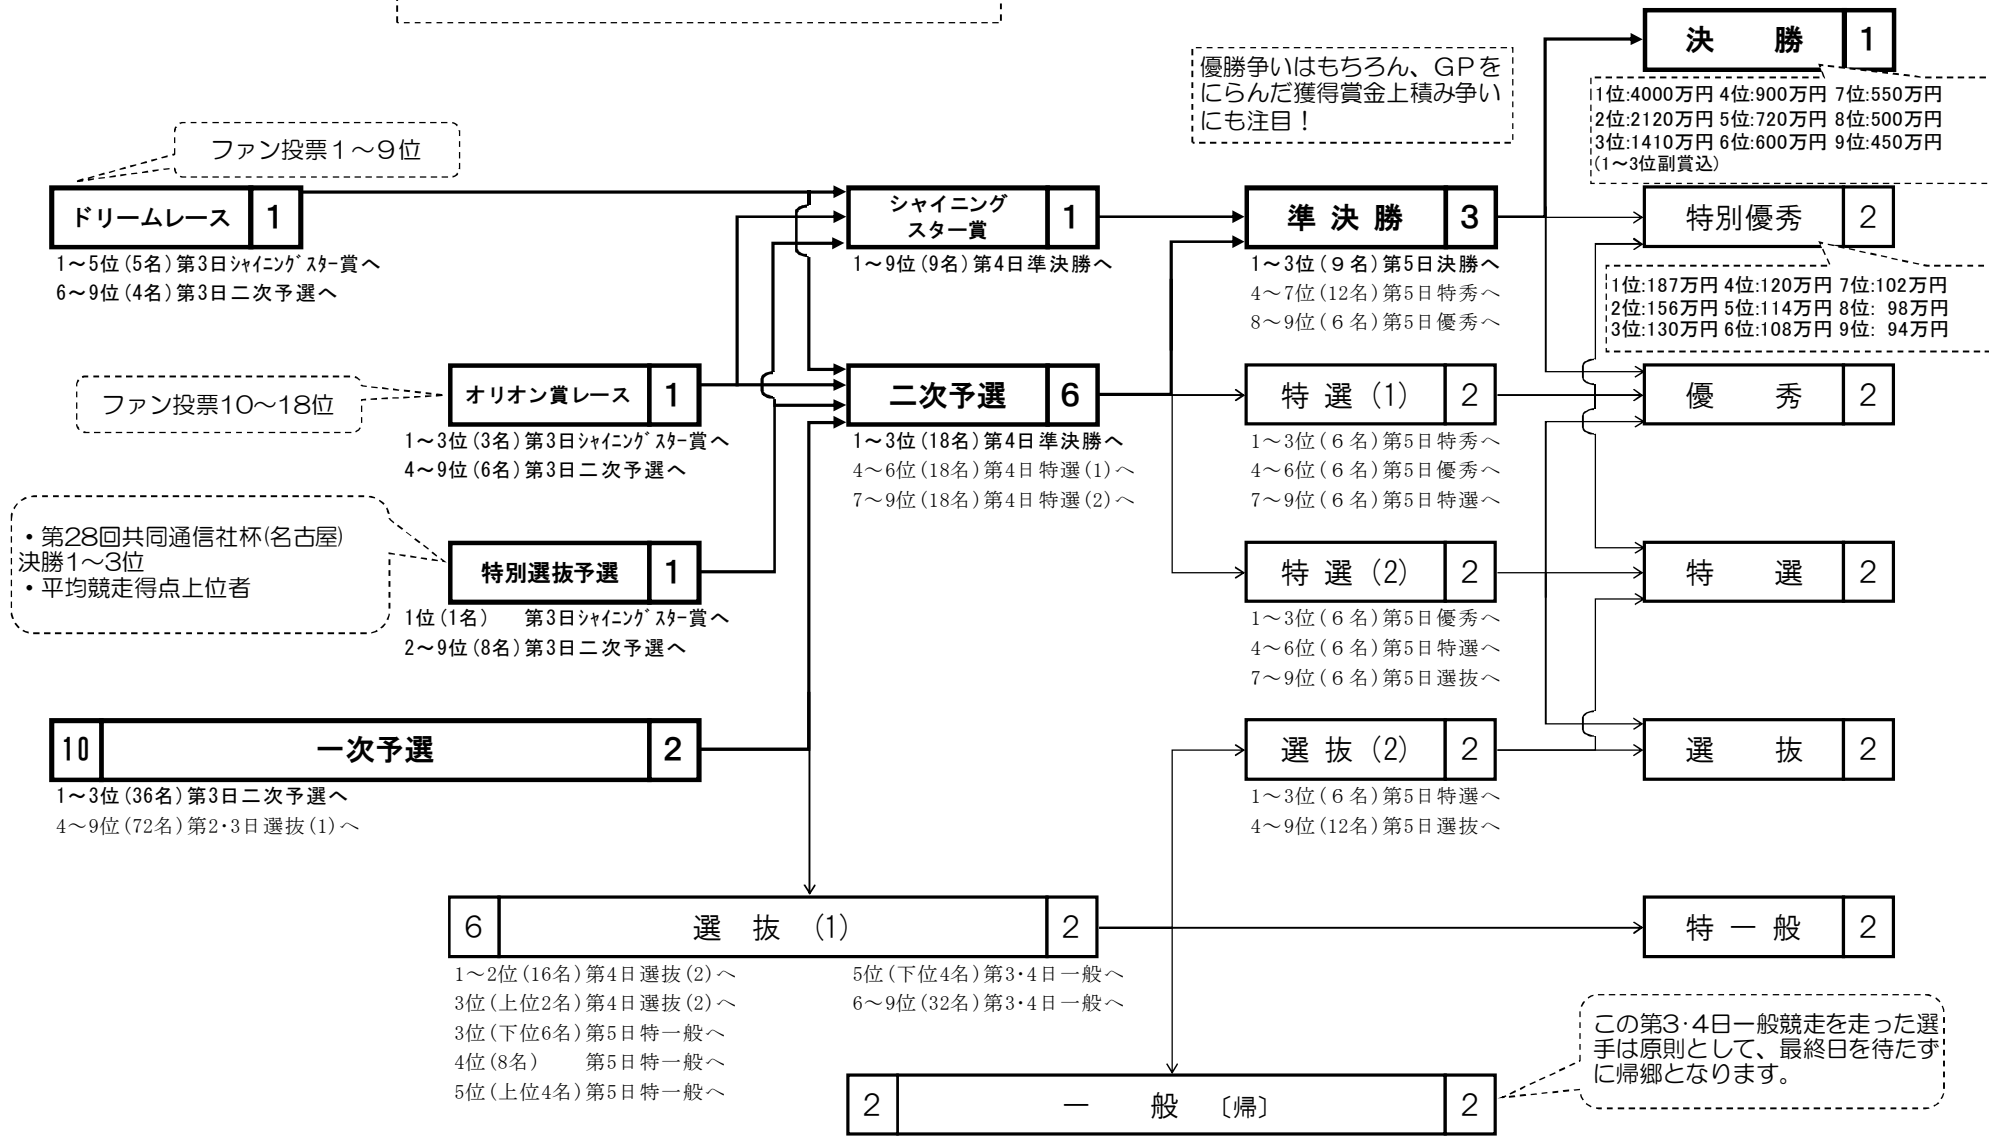 決　勝 1
優勝争いはもちろん、GPを
にらんだ獲得賞金上積み争い
にも注目！
1位:4000万円 4位:900万円 7位:550万円
2位:2120万円 5位:720万円 8位:500万円
3位:1410万円 6位:600万円 9位:450万円
(1～3位副賞込)
ファン投票1～9位
ドリームレース 1
1～5位(5名)第3日シャイニングスター賞へ
6～9位(4名)第3日二次予選へ
シャイニング
スター賞 1
1～9位(9名)第4日準決勝へ
準決勝 3
1～3位(9名)第5日決勝へ
4～7位(12名)第5日特秀へ
8～9位(6名)第5日優秀へ
特別優秀 2
1位:187万円 4位:120万円 7位:102万円
2位:156万円 5位:114万円 8位: 98万円
3位:130万円 6位:108万円 9位: 94万円
ファン投票10～18位
オリオン賞レース 1
1～3位(3名)第3日シャイニングスター賞へ
4～9位(6名)第3日二次予選へ
二次予選 6
1～3位(18名)第4日準決勝へ
4～6位(18名)第4日特選(1)へ
7～9位(18名)第4日特選(2)へ
特選(1) 2
1～3位(6名)第5日特秀へ
4～6位(6名)第5日優秀へ
7～9位(6名)第5日特選へ
優　秀 2
・第28回共同通信社杯(名古屋)
決勝1～3位
・平均競走得点上位者
特別選抜予選 1
1位(1名)　第3日シャイニングスター賞へ
2～9位(8名)第3日二次予選へ
特選(2) 2
1～3位(6名)第5日優秀へ
4～6位(6名)第5日特選へ
7～9位(6名)第5日選抜へ
特　選 2
10 一次予選 2
1～3位(36名)第3日二次予選へ
4～9位(72名)第2･3日選抜(1)へ
選抜(2) 2
1～3位(6名)第5日特選へ
4～9位(12名)第5日選抜へ
選　抜 2
6 選　抜　(1) 2
1～2位(16名)第4日選抜(2)へ
3位(上位2名)第4日選抜(2)へ
3位(下位6名)第5日特一般へ
4位(8名)　第5日特一般へ
5位(上位4名)第5日特一般へ
5位(下位4名)第3･4日一般へ
6～9位(32名)第3･4日一般へ
特一般 2
この第3･4日一般競走を走った選
手は原則として、最終日を待たず
に帰郷となります。
2 一　般 〔帰〕 2